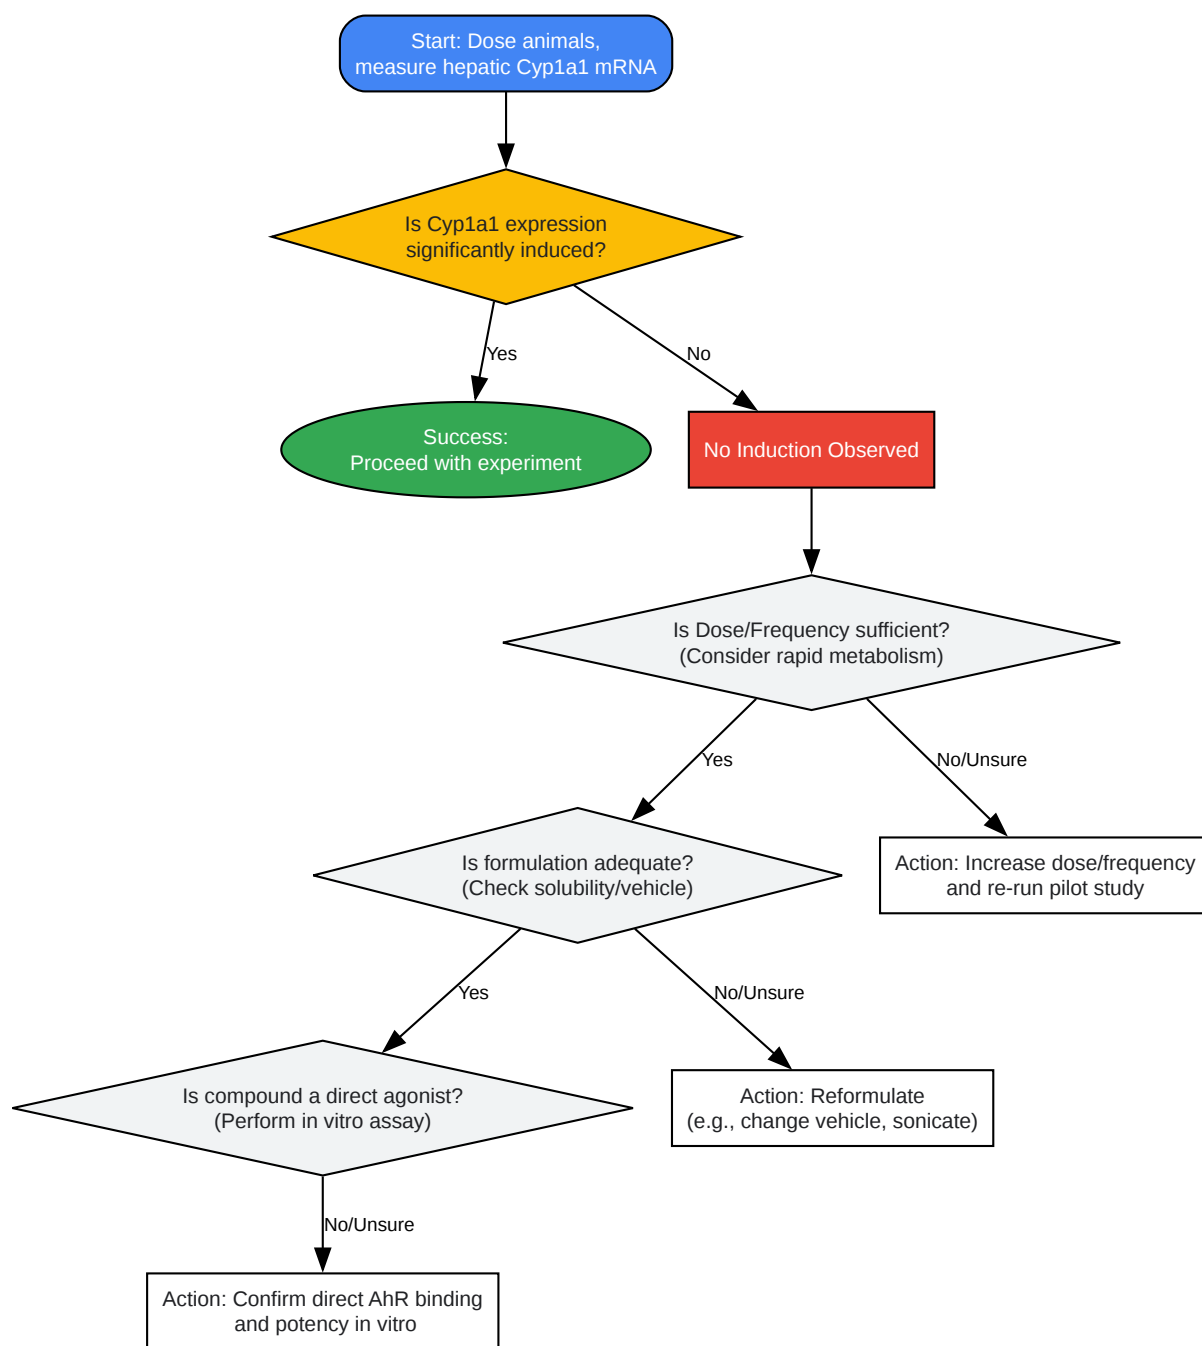 Start: Dose animals,
measure hepatic Cyp1a1 mRNA
Is Cyp1a1 expression
significantly induced?
Yes
No
Success:
Proceed with experiment
No Induction Observed
Is Dose/Frequency sufficient?
(Consider rapid metabolism)
Yes
No/Unsure
Is formulation adequate?
(Check solubility/vehicle)
Action: Increase dose/frequency
and re-run pilot study
Yes
No/Unsure
Is compound a direct agonist?
(Perform in vitro assay)
Action: Reformulate
(e.g., change vehicle, sonicate)
No/Unsure
Action: Confirm direct AhR binding
and potency in vitro